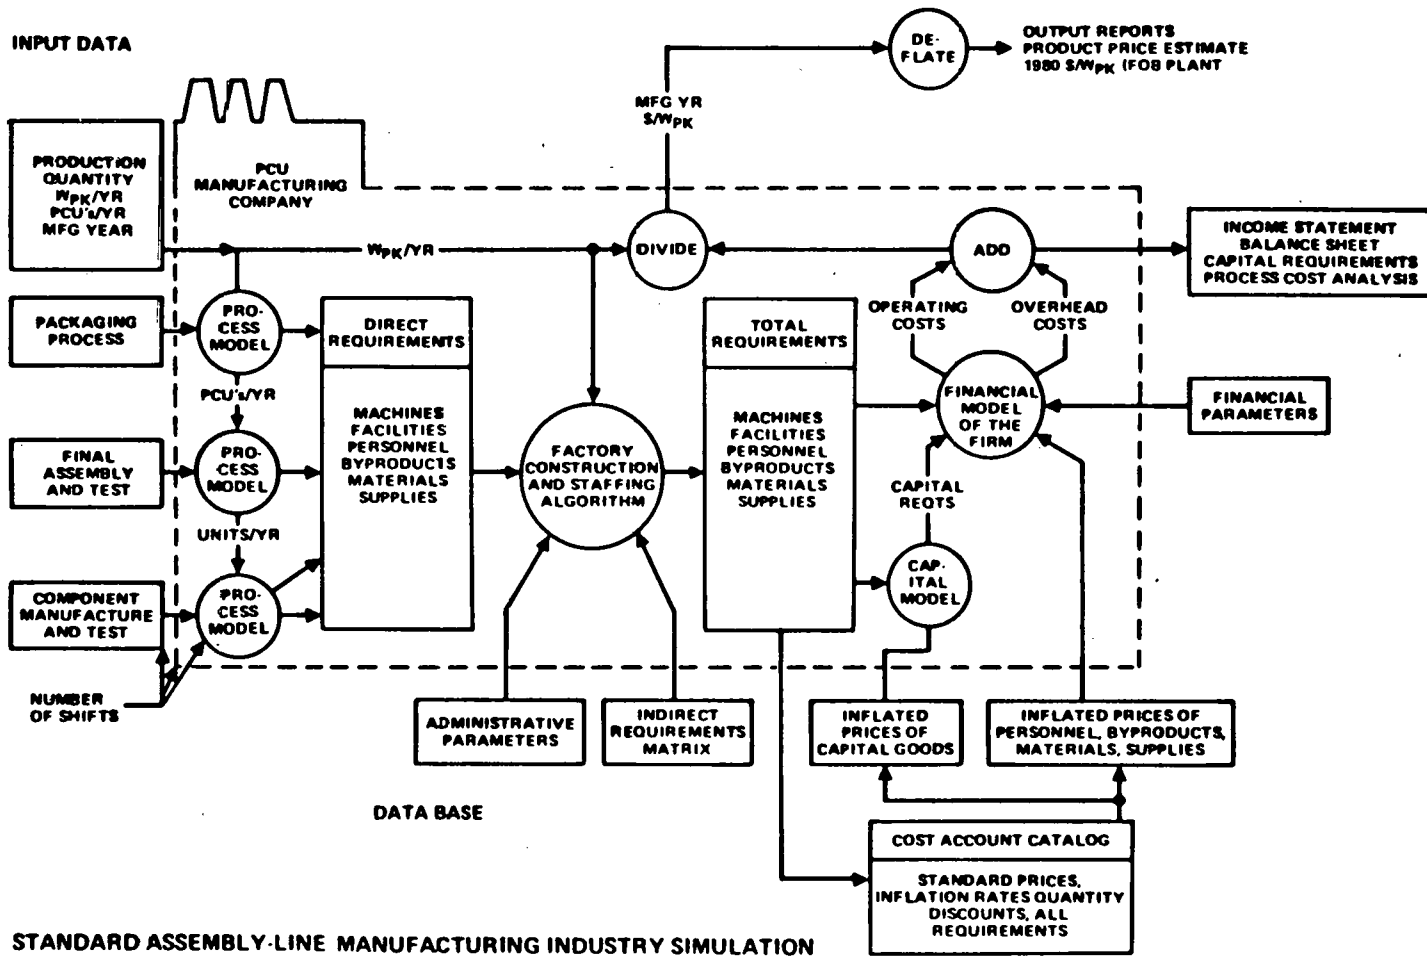 INPUT DATA
DE-
FLATE
OUTPUT REPORTS
PRODUCT PRICE ESTIMATE
1980 $/WPK (FOB PLANT
MFG YR
$/WPK
PRODUCTION
QUANTITY
WPK/YR
PCU's/YR
MFG YEAR
PCU
MANUFACTURING
COMPANY
WPK/YR
DIVIDE
ADD
INCOME STATEMENT
BALANCE SHEET
CAPITAL REQUIREMENTS
PROCESS COST ANALYSIS
PACKAGING
PROCESS
PRO-
CESS
MODEL
DIRECT
REQUIREMENTS
TOTAL
REQUIREMENTS
OPERATING
COSTS
OVERHEAD
COSTS
PCU's/YR
MACHINES
FACILITIES
PERSONNEL
BYPRODUCTS
MATERIALS
SUPPLIES
FACTORY
CONSTRUCTION
AND STAFFING
ALGORITHM
MACHINES
FACILITIES
PERSONNEL
BYPRODUCTS
MATERIALS
SUPPLIES
FINANCIAL
MODEL
OF THE
FIRM
FINANCIAL
PARAMETERS
FINAL
ASSEMBLY
AND TEST
PRO-
CESS
MODEL
CAPITAL
REQTS
UNITS/YR
COMPONENT
MANUFACTURE
AND TEST
PRO-
CESS
MODEL
CAP-
ITAL
MODEL
NUMBER
OF SHIFTS
ADMINISTRATIVE
PARAMETERS
INDIRECT
REQUIREMENTS
MATRIX
INFLATED
PRICES OF
CAPITAL GOODS
INFLATED PRICES OF
PERSONNEL, BYPRODUCTS,
MATERIALS, SUPPLIES
DATA BASE
COST ACCOUNT CATALOG
STANDARD PRICES,
INFLATION RATES QUANTITY
DISCOUNTS, ALL
REQUIREMENTS
STANDARD ASSEMBLY-LINE MANUFACTURING INDUSTRY SIMULATION